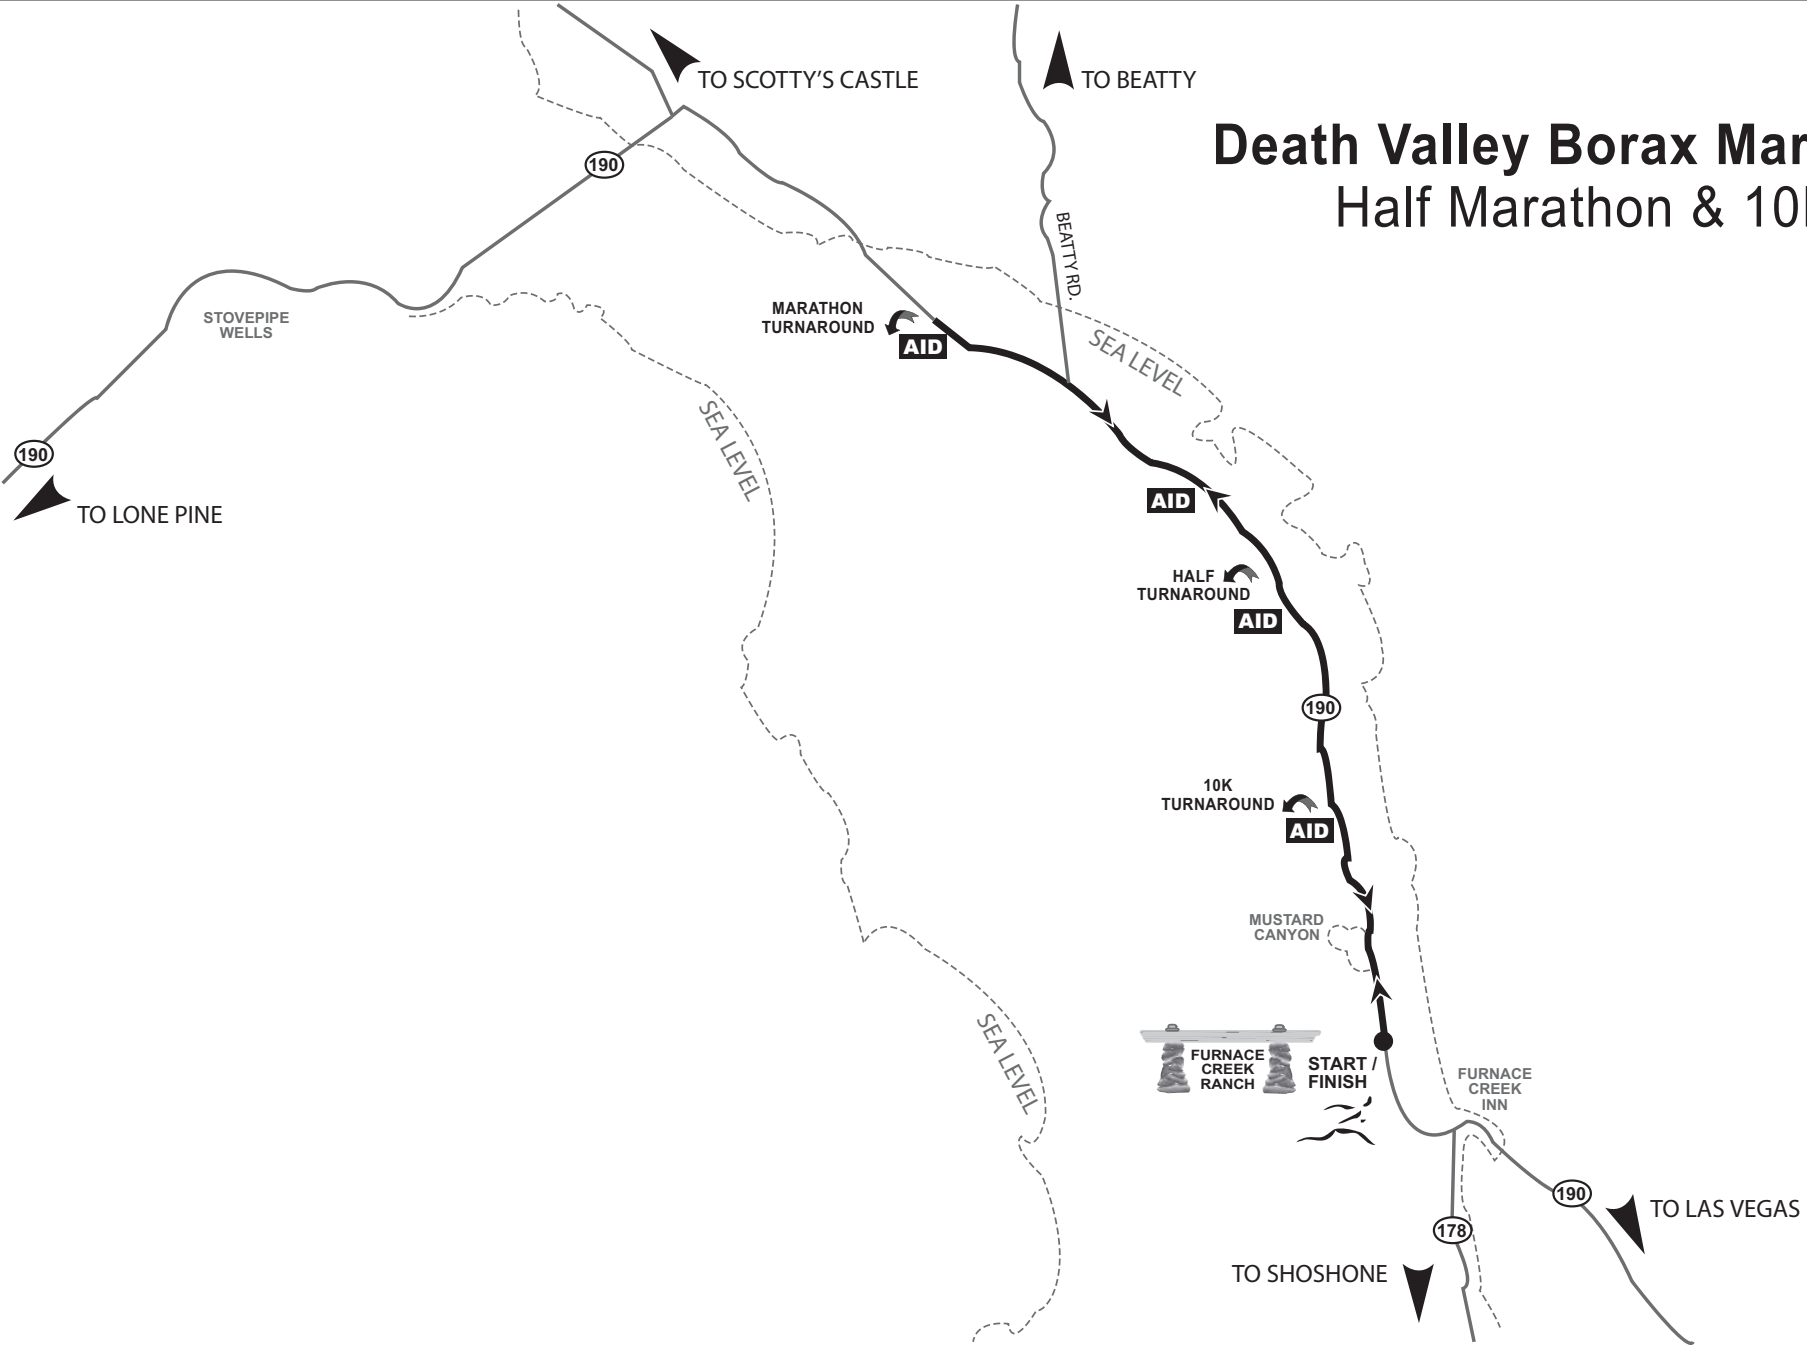 TO SCOTTY'S CASTLE
TO BEATTY
Death Valley Borax Mar
Half Marathon & 10
190
BEATTY RD.
STOVEPIPE
WELLS
MARATHON
TURNAROUND
AID
SEA LEVEL
SEA LEVEL
190
TO LONE PINE
AID
HALF
TURNAROUND
AID
190
10K
TURNAROUND
AID
MUSTARD
CANYON
SEA LEVEL
FURNACE
CREEK
RANCH
START /
FINISH
FURNACE
CREEK
INN
190
TO LAS VEGAS
178
TO SHOSHONE